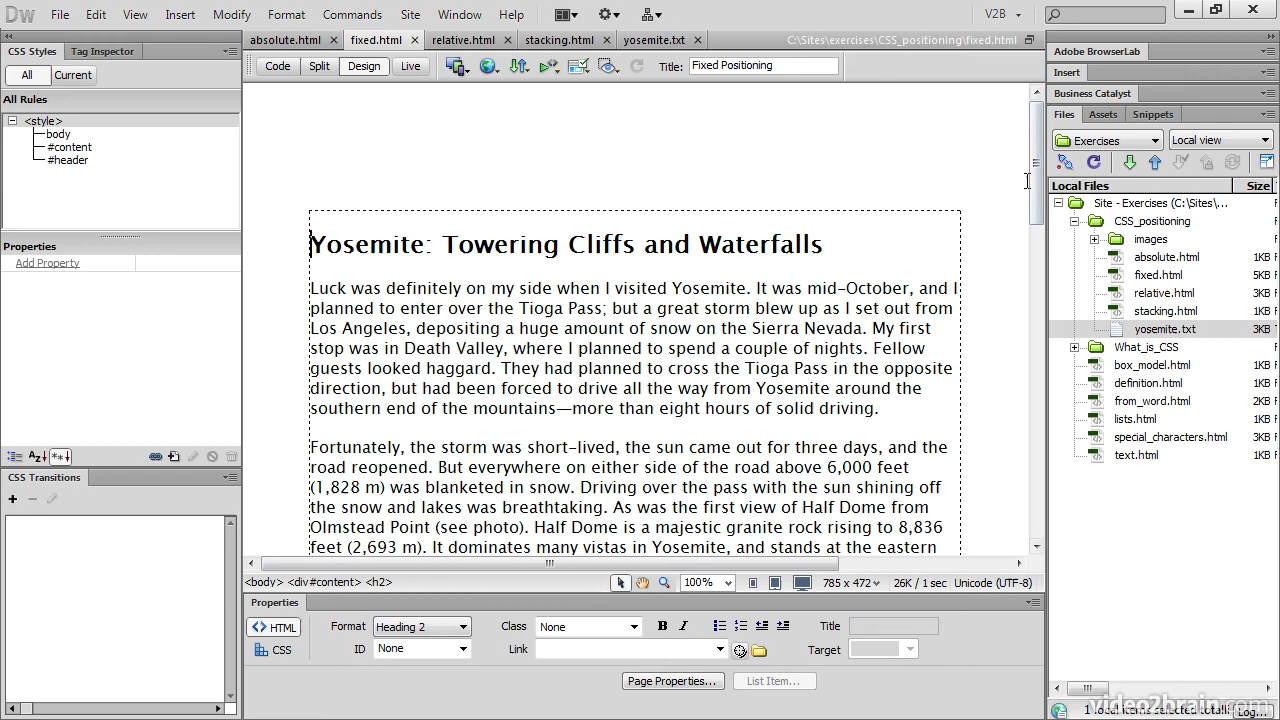 Dw File Edit View Insert Modify Format Commands Site Window Help V2B
CSS Styles Tag Inspector
All Current
All Rules
<style>
body
#content
#header
Properties
Add Property
CSS Transitions
absolute.html fixed.html relative.html stacking.html yosemite.txt C:\Sites\exercises\CSS_positioning\fixed.html
Code Split Design Live Title: Fixed Positioning
Yosemite: Towering Cliffs and Waterfalls
Luck was definitely on my side when I visited Yosemite. It was mid-October, and I
planned to enter over the Tioga Pass; but a great storm blew up as I set out from
Los Angeles, depositing a huge amount of snow on the Sierra Nevada. My first
stop was in Death Valley, where I planned to spend a couple of nights. Fellow
guests looked haggard. They had planned to cross the Tioga Pass in the opposite
direction, but had been forced to drive all the way from Yosemite around the
southern end of the mountains—more than eight hours of solid driving.
Fortunately, the storm was short-lived, the sun came out for three days, and the
road reopened. But everywhere on either side of the road above 6,000 feet
(1,828 m) was blanketed in snow. Driving over the pass with the sun shining off
the snow and lakes was breathtaking. As was the first view of Half Dome from
Olmstead Point (see photo). Half Dome is a majestic granite rock rising to 8,836
feet (2,693 m). It dominates many vistas in Yosemite, and stands at the eastern
<body> <div#content> <h2> 100% 785 x 472 26K / 1 sec Unicode (UTF-8)
Properties
<> HTML Format Heading 2 Class None B I Title
CSS ID None Link Target
Page Properties... List Item...
Adobe BrowserLab
Insert
Business Catalyst
Files Assets Snippets
Exercises Local view
Local Files Size
Site - Exercises (C:\Sites\...
CSS_positioning
images
absolute.html 1KB
fixed.html 3KB
relative.html 1KB
stacking.html 1KB
yosemite.txt 3KB
What_is_CSS
box_model.html 1KB
definition.html 1KB
from_word.html 1KB
lists.html 1KB
special_characters.html 1KB
text.html 1KB
video2brain.com
1 local items selected totalli Log...